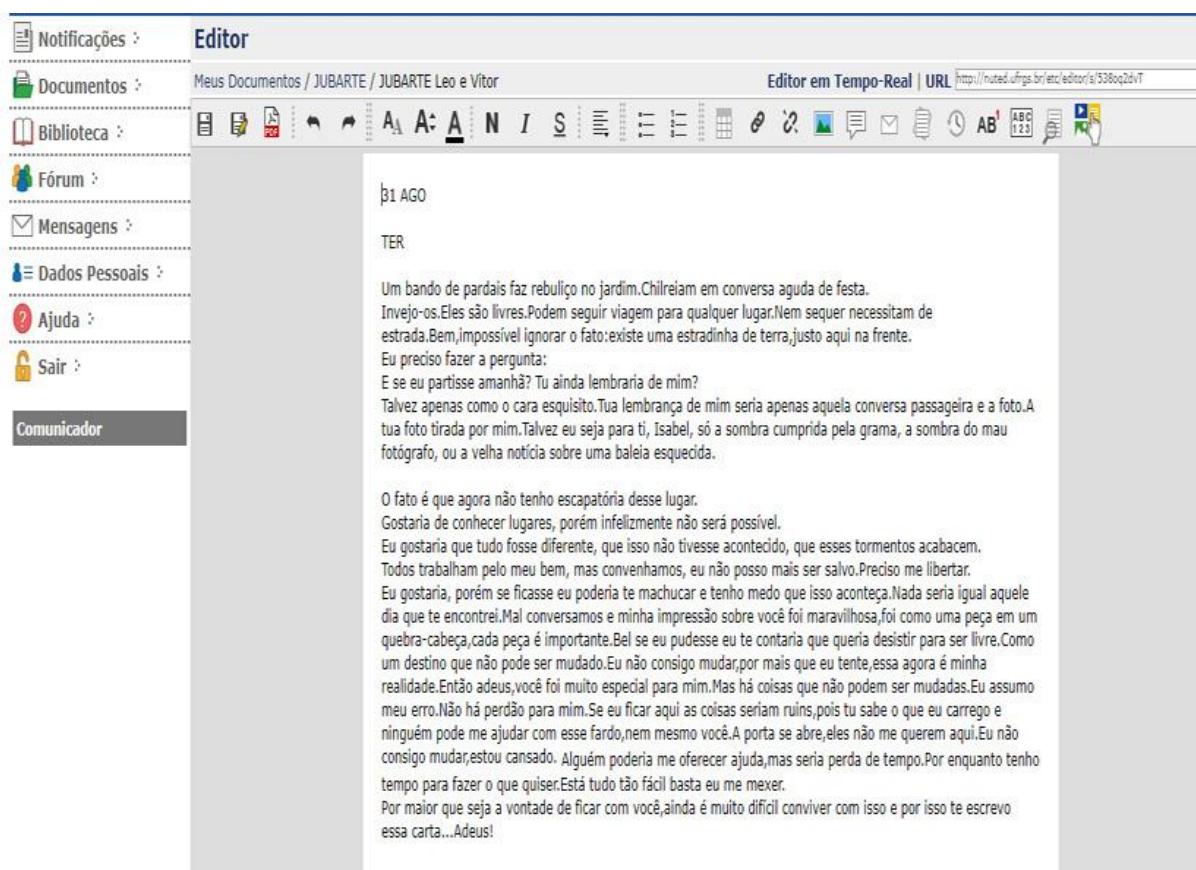 Notificações
Editor
Documentos
Meus Documentos / JUBARTE / JUBARTE Leo e Vitor
Editor em Tempo-Real | URL http://nuted.ufrgs.br/etc/editor/s/538oq2dvT
Biblioteca
PDF
A A
A
A
N
I
S
AB¹
ABC
123
Fórum
Mensagens
Dados Pessoais
Ajuda
Sair
Comunicador
31 AGO
TER
Um bando de pardais faz rebuliço no jardim.Chilreiam em conversa aguda de festa.
Invejo-os.Eles são livres.Podem seguir viagem para qualquer lugar.Nem sequer necessitam de
estrada.Bem,impossível ignorar o fato:existe uma estradinha de terra,justo aqui na frente.
Eu preciso fazer a pergunta:
E se eu partisse amanhã? Tu ainda lembraria de mim?
Talvez apenas como o cara esquisito.Tua lembrança de mim seria apenas aquela conversa passageira e a foto.A
tua foto tirada por mim.Talvez eu seja para ti, Isabel, só a sombra cumprida pela grama, a sombra do mau
fotógrafo, ou a velha notícia sobre uma baleia esquecida.
O fato é que agora não tenho escapatória desse lugar.
Gostaria de conhecer lugares, porém infelizmente não será possível.
Eu gostaria que tudo fosse diferente, que isso não tivesse acontecido, que esses tormentos acabacem.
Todos trabalham pelo meu bem, mas convenhamos, eu não posso mais ser salvo.Preciso me libertar.
Eu gostaria, porém se ficasse eu poderia te machucar e tenho medo que isso aconteça.Nada seria igual aquele
dia que te encontrei.Mal conversamos e minha impressão sobre você foi maravilhosa,foi como uma peça em um
quebra-cabeça,cada peça é importante.Bel se eu pudesse eu te contaria que queria desistir para ser livre.Como
um destino que não pode ser mudado.Eu não consigo mudar,por mais que eu tente,essa agora é minha
realidade.Então adeus,você foi muito especial para mim.Mas há coisas que não podem ser mudadas.Eu assumo
meu erro.Não há perdão para mim.Se eu ficar aqui as coisas seriam ruins,pois tu sabe o que eu carrego e
ninguém pode me ajudar com esse fardo,nem mesmo você.A porta se abre,eles não me querem aqui.Eu não
consigo mudar,estou cansado. Alguém poderia me oferecer ajuda,mas seria perda de tempo.Por enquanto tenho
tempo para fazer o que quiser.Está tudo tão fácil basta eu me mexer.
Por maior que seja a vontade de ficar com você,ainda é muito difícil conviver com isso e por isso te escrevo
essa carta...Adeus!